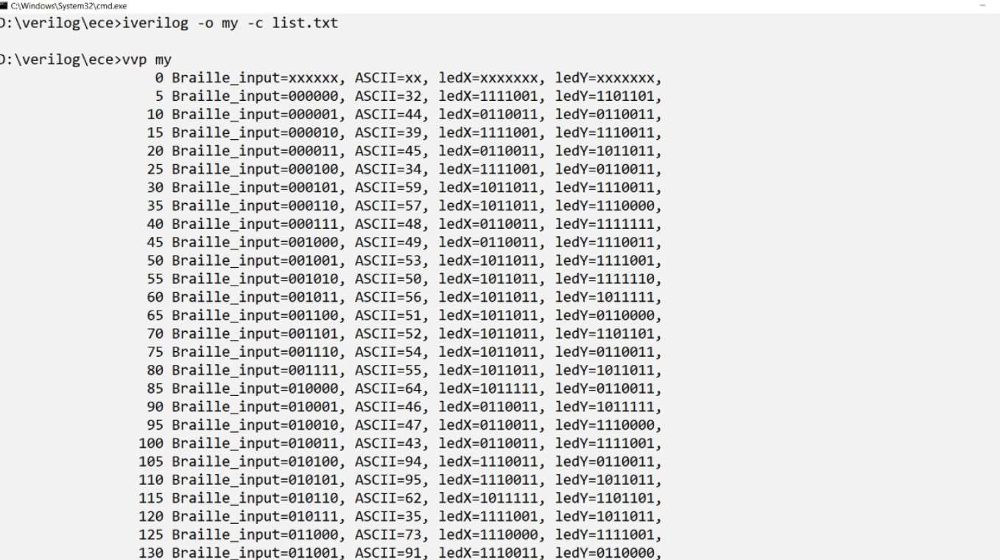 C:\Windows\System32\cmd.exe
D:\verilog\ece>iverilog -o my -c list.txt
D:\verilog\ece>vvp my
0 Braille_input=xxxxxx, ASCII=xx, ledX=xxxxxxx, ledY=xxxxxxx,
5 Braille_input=000000, ASCII=32, ledX=1111001, ledY=1101101,
10 Braille_input=000001, ASCII=44, ledX=0110011, ledY=0110011,
15 Braille_input=000010, ASCII=39, ledX=1111001, ledY=1110011,
20 Braille_input=000011, ASCII=45, ledX=0110011, ledY=1011011,
25 Braille_input=000100, ASCII=34, ledX=1111001, ledY=0110011,
30 Braille_input=000101, ASCII=59, ledX=1011011, ledY=1110011,
35 Braille_input=000110, ASCII=57, ledX=1011011, ledY=1110000,
40 Braille_input=000111, ASCII=48, ledX=0110011, ledY=1111111,
45 Braille_input=001000, ASCII=49, ledX=0110011, ledY=1110011,
50 Braille_input=001001, ASCII=53, ledX=1011011, ledY=1111001,
55 Braille_input=001010, ASCII=50, ledX=1011011, ledY=1111110,
60 Braille_input=001011, ASCII=56, ledX=1011011, ledY=1011111,
65 Braille_input=001100, ASCII=51, ledX=1011011, ledY=0110000,
70 Braille_input=001101, ASCII=52, ledX=1011011, ledY=1101101,
75 Braille_input=001110, ASCII=54, ledX=1011011, ledY=0110011,
80 Braille_input=001111, ASCII=55, ledX=1011011, ledY=1011011,
85 Braille_input=010000, ASCII=64, ledX=1011111, ledY=0110011,
90 Braille_input=010001, ASCII=46, ledX=0110011, ledY=1011111,
95 Braille_input=010010, ASCII=47, ledX=0110011, ledY=1110000,
100 Braille_input=010011, ASCII=43, ledX=0110011, ledY=1111001,
105 Braille_input=010100, ASCII=94, ledX=1110011, ledY=0110011,
110 Braille_input=010101, ASCII=95, ledX=1110011, ledY=1011011,
115 Braille_input=010110, ASCII=62, ledX=1011111, ledY=1101101,
120 Braille_input=010111, ASCII=35, ledX=1111001, ledY=1011011,
125 Braille_input=011000, ASCII=73, ledX=1110000, ledY=1111001,
130 Braille_input=011001, ASCII=91, ledX=1110011, ledY=0110000,